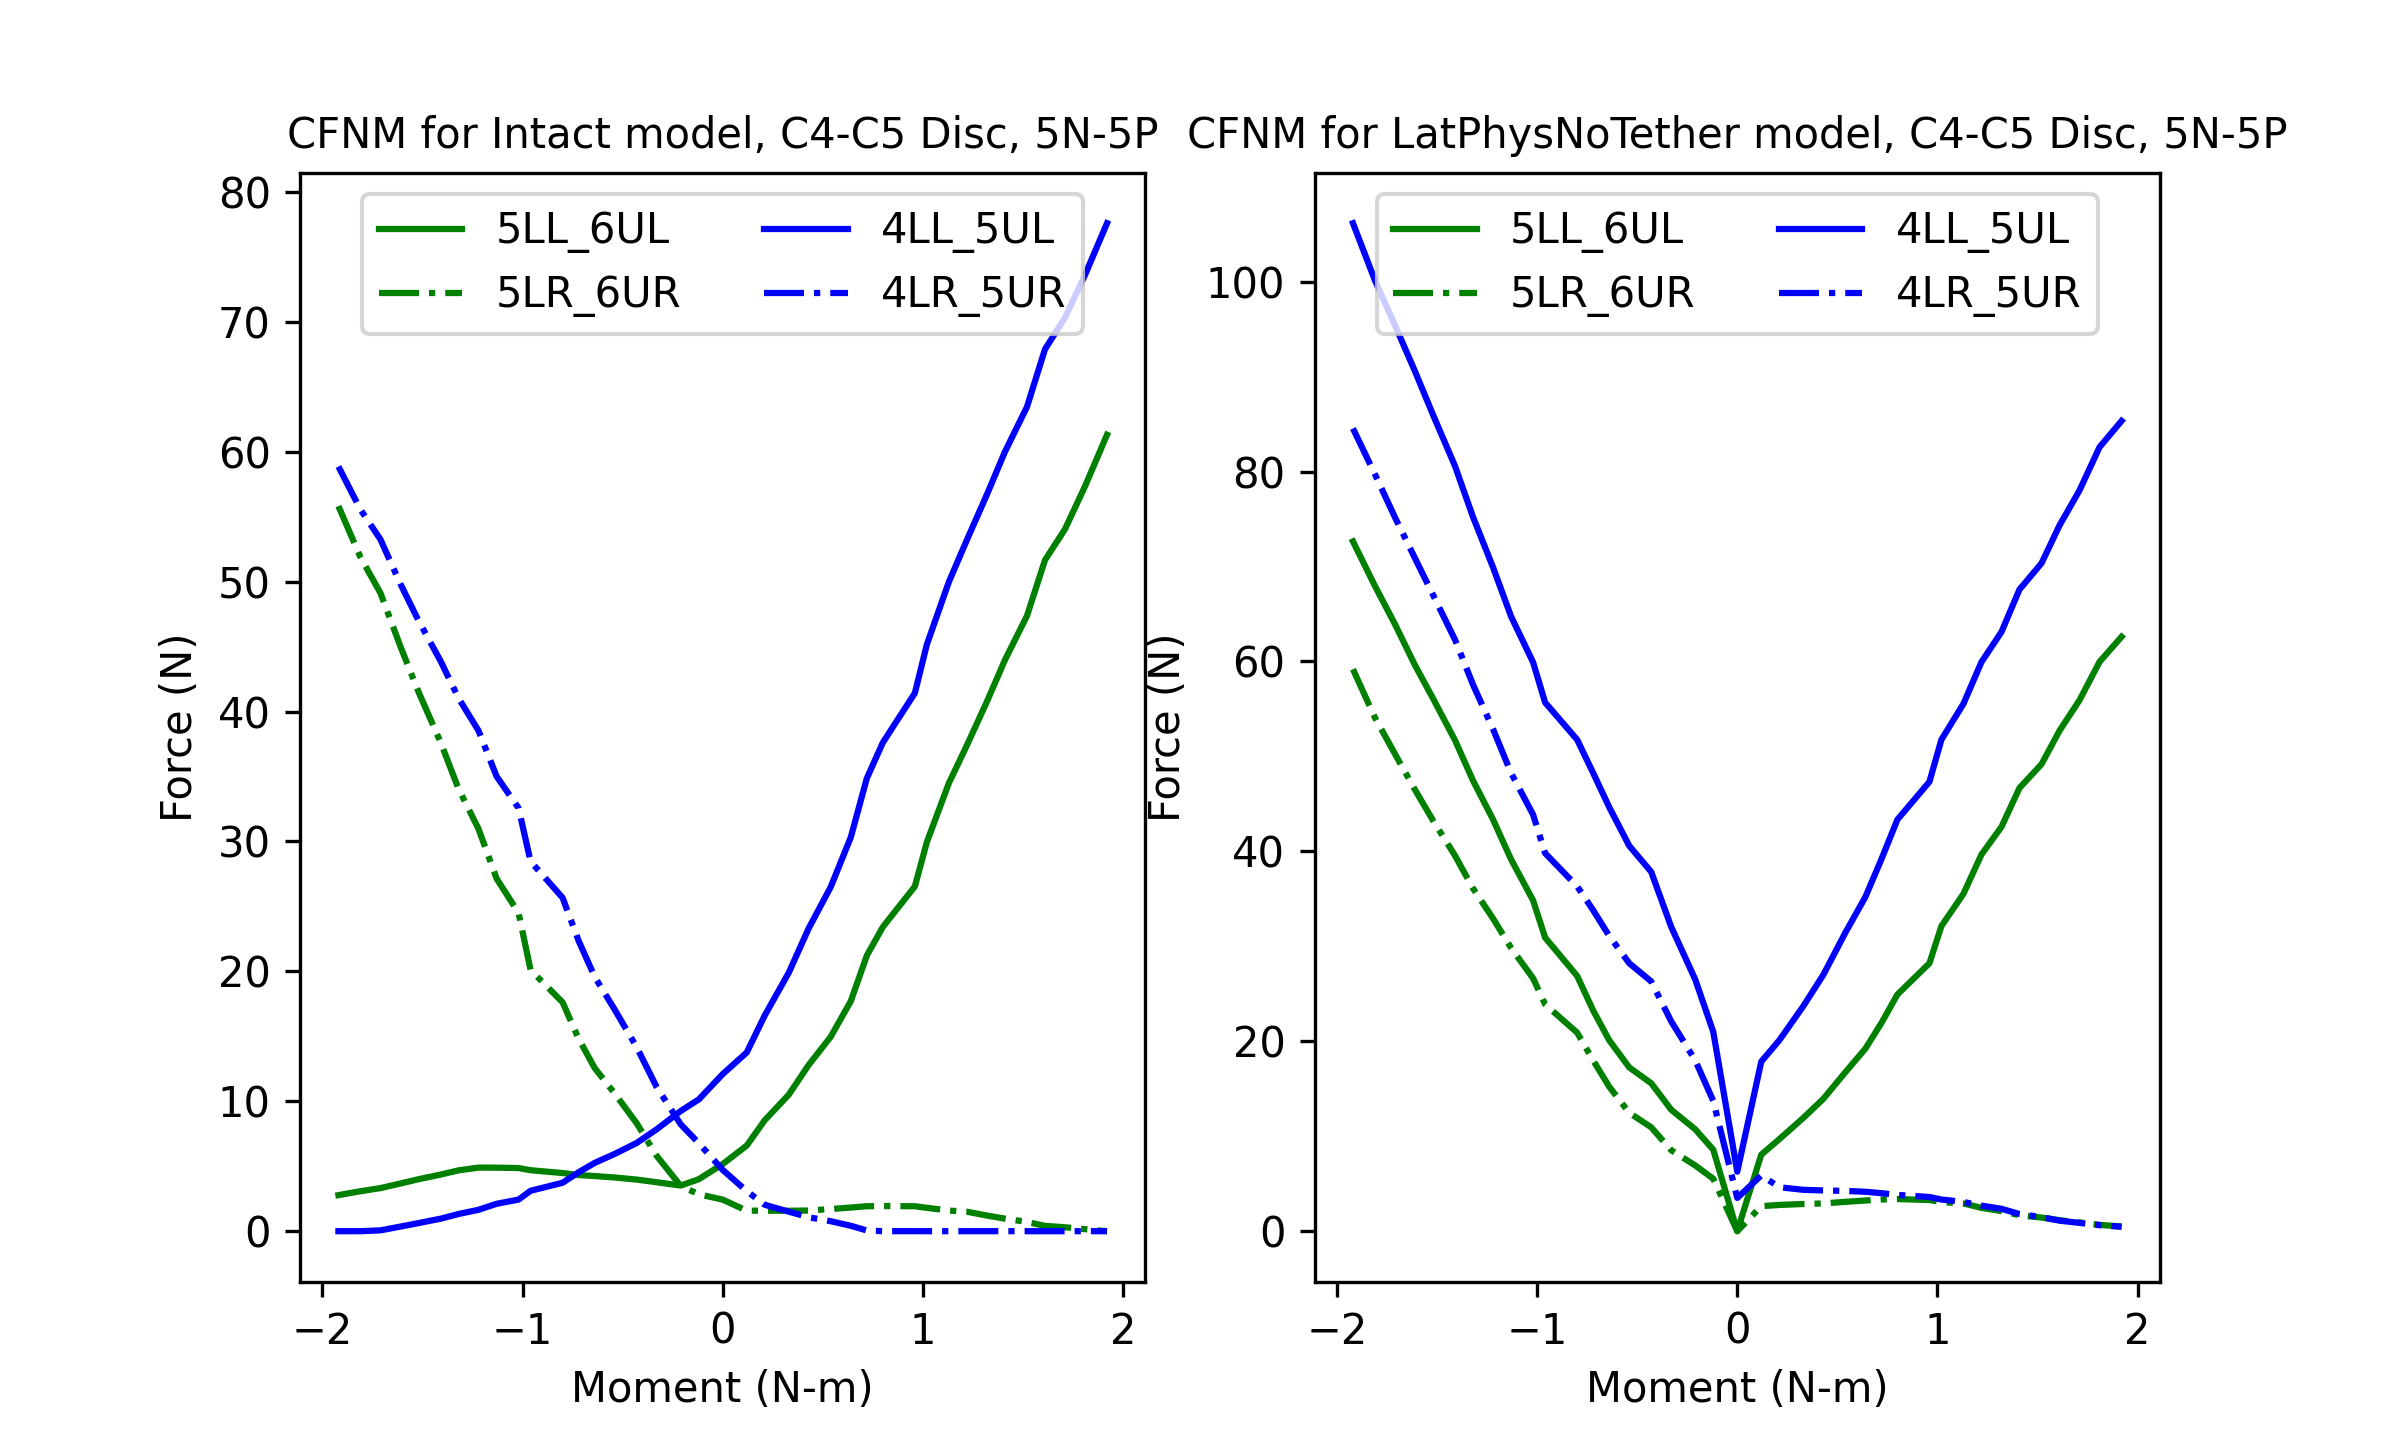 CFNM for Intact model, C4-C5 Disc, 5N-5P
80
70
60
50
40
30
20
10
0
Force (N)
5LL_6UL
5LR_6UR
4LL_5UL
4LR_5UR
−2
−1
0
1
2
Moment (N-m)
CFNM for LatPhysNoTether model, C4-C5 Disc, 5N-5P
100
80
60
40
20
0
Force (N)
5LL_6UL
5LR_6UR
4LL_5UL
4LR_5UR
−2
−1
0
1
2
Moment (N-m)